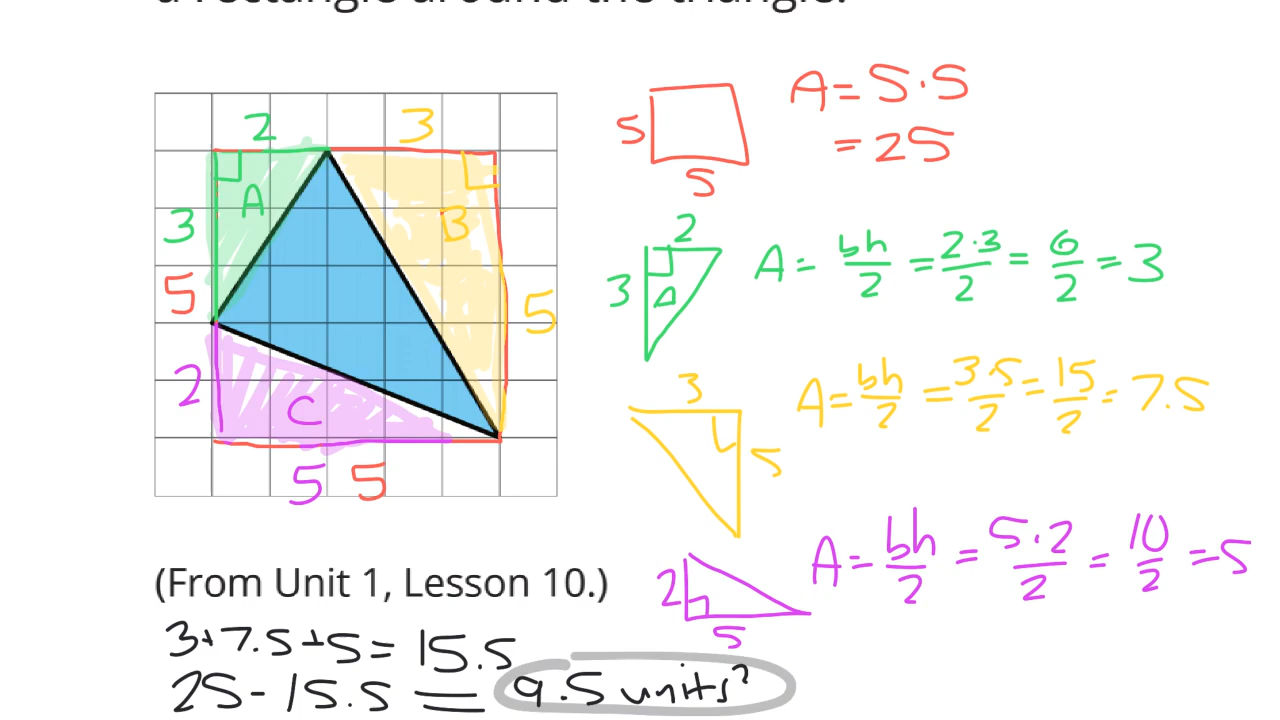 a rectangle around the triangle.
2 3
A
3
B
5
5
2
C
5 5
5
5
A = 5·5
= 25
2
3
A
A = bh/2 = 2·3/2 = 6/2 = 3
3
5
A = bh/2 = 3·5/2 = 15/2 = 7.5
2
5
A = bh/2 = 5·2/2 = 10/2 = 5
(From Unit 1, Lesson 10.)
3+7.5+5 = 15.5
25 - 15.5 = 9.5 units²